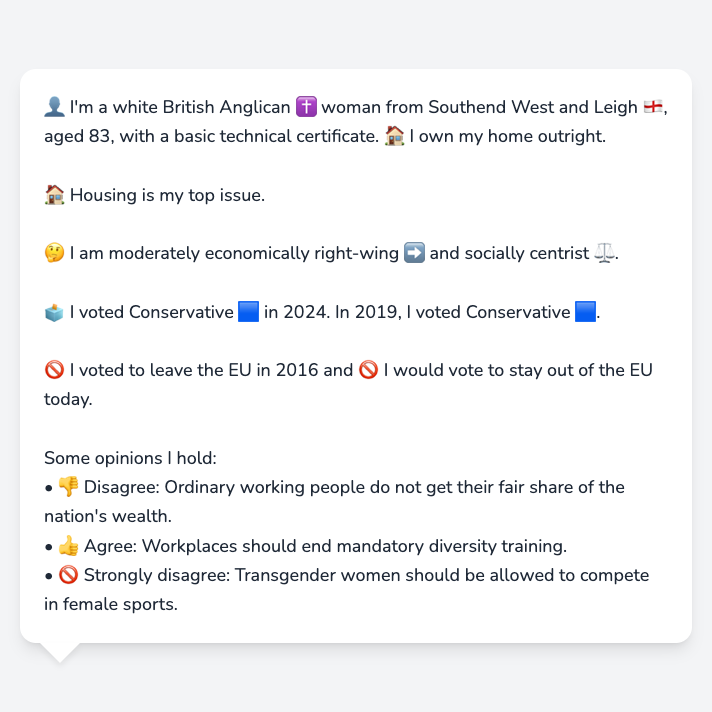 👤 I'm a white British Anglican ✝️ woman from Southend West and Leigh 🏴󠁧󠁢󠁥󠁮󠁧󠁿,
aged 83, with a basic technical certificate. 🏠 I own my home outright.
🏠 Housing is my top issue.
🤔 I am moderately economically right-wing ➡️ and socially centrist ⚖️.
🗳️ I voted Conservative 🟦 in 2024. In 2019, I voted Conservative 🟦.
🚫 I voted to leave the EU in 2016 and 🚫 I would vote to stay out of the EU
today.
Some opinions I hold:
• 👎 Disagree: Ordinary working people do not get their fair share of the
nation's wealth.
• 👍 Agree: Workplaces should end mandatory diversity training.
• 🚫 Strongly disagree: Transgender women should be allowed to compete
in female sports.